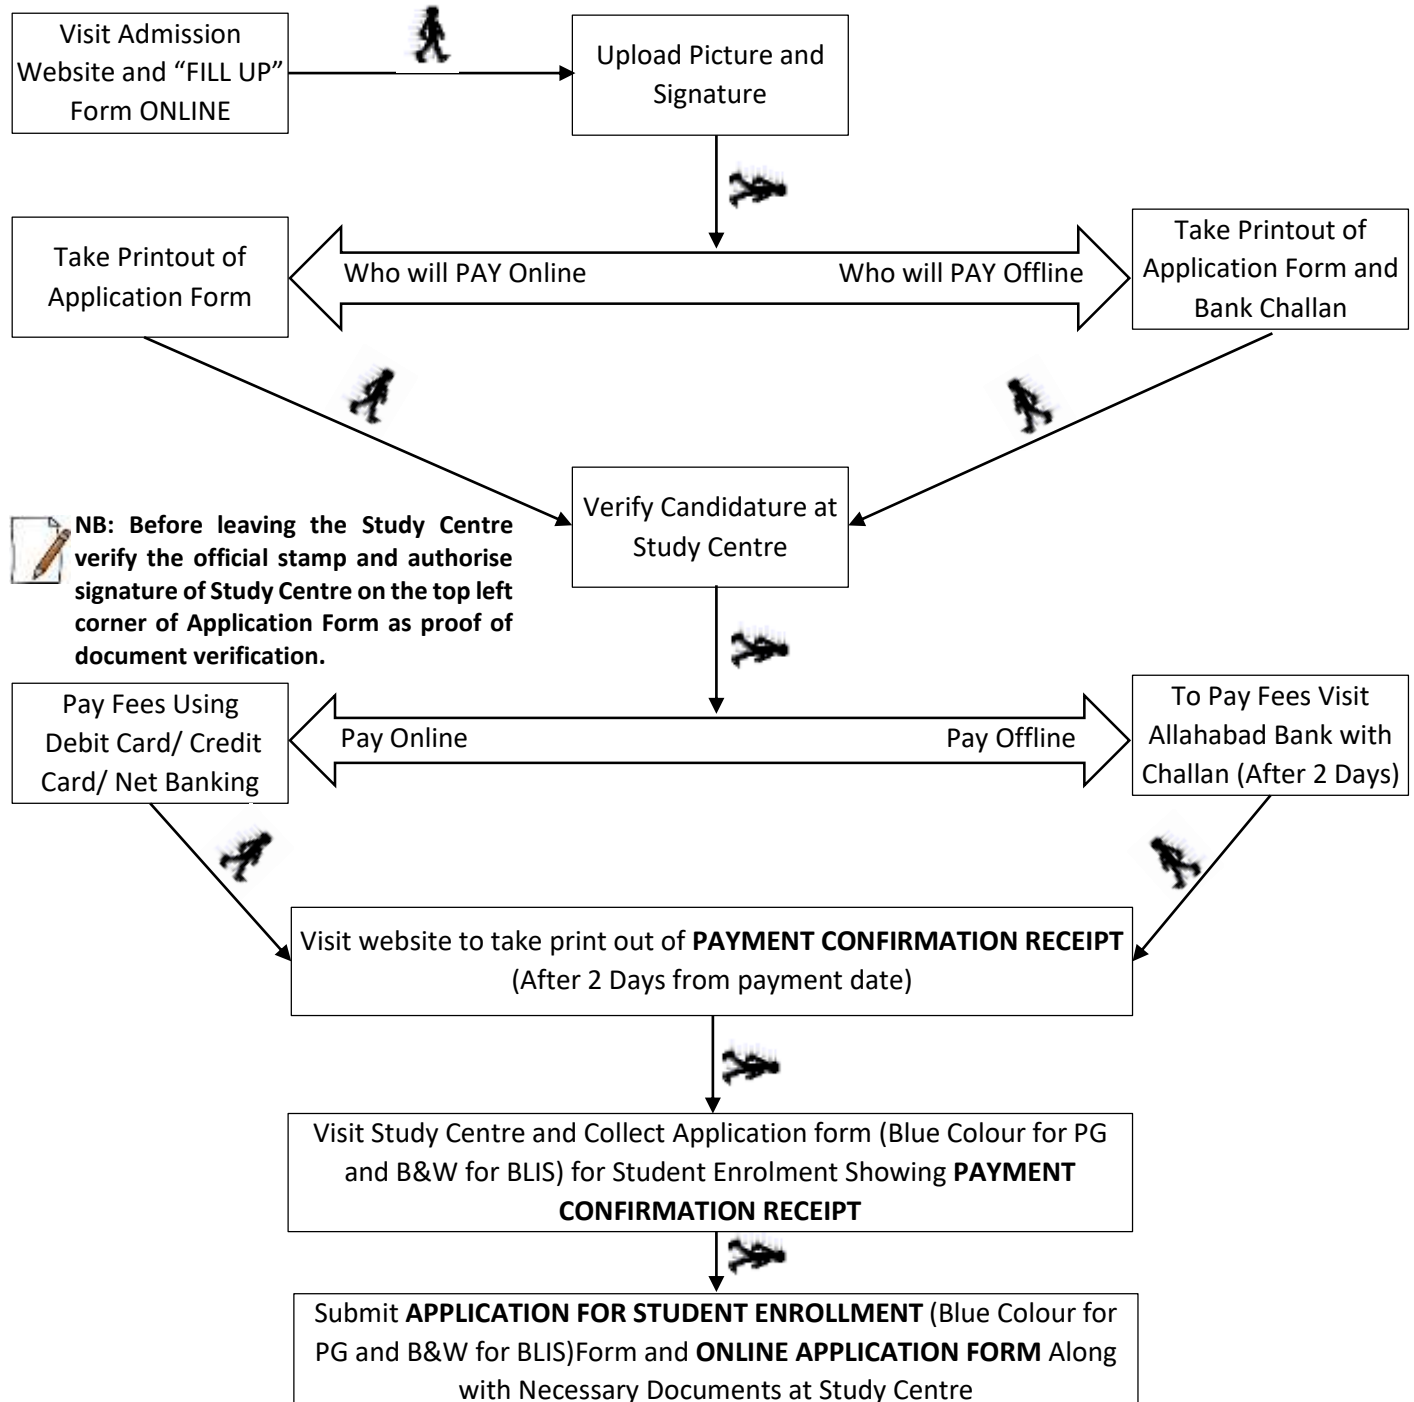 Visit Admission
Website and “FILL UP”
Form ONLINE
Upload Picture and
Signature
Take Printout of
Application Form
Who will PAY Online
Who will PAY Offline
Take Printout of
Application Form and
Bank Challan
Verify Candidature at
Study Centre
NB: Before leaving the Study Centre
verify the official stamp and authorise
signature of Study Centre on the top left
corner of Application Form as proof of
document verification.
Pay Fees Using
Debit Card/ Credit
Card/ Net Banking
Pay Online
Pay Offline
To Pay Fees Visit
Allahabad Bank with
Challan (After 2 Days)
Visit website to take print out of PAYMENT CONFIRMATION RECEIPT
(After 2 Days from payment date)
Visit Study Centre and Collect Application form (Blue Colour for PG
and B&W for BLIS) for Student Enrolment Showing PAYMENT
CONFIRMATION RECEIPT
Submit APPLICATION FOR STUDENT ENROLLMENT (Blue Colour for
PG and B&W for BLIS)Form and ONLINE APPLICATION FORM Along
with Necessary Documents at Study Centre